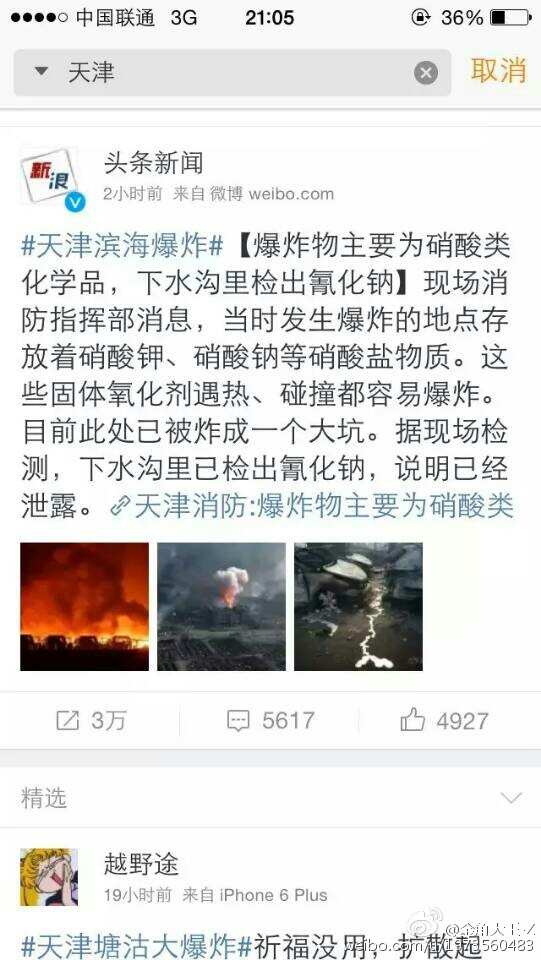 中国联通 3G 21:05 36%
天津 取消
新浪
头条新闻
2小时前 来自 微博 weibo.com
#天津滨海爆炸#【爆炸物主要为硝酸类
化学品，下水沟里检出氰化钠】现场消
防指挥部消息，当时发生爆炸的地点存
放着硝酸钾、硝酸钠等硝酸盐物质。这
些固体氧化剂遇热、碰撞都容易爆炸。
目前此处已被炸成一个大坑。据现场检
测，下水沟里已检出氰化钠，说明已经
泄露。天津消防:爆炸物主要为硝酸类
3万 5617 4927
精选
越野途
19小时前 来自 iPhone 6 Plus
#天津塘沽大爆炸#祈福没用，扩散起
weibo.com/u/1973560483